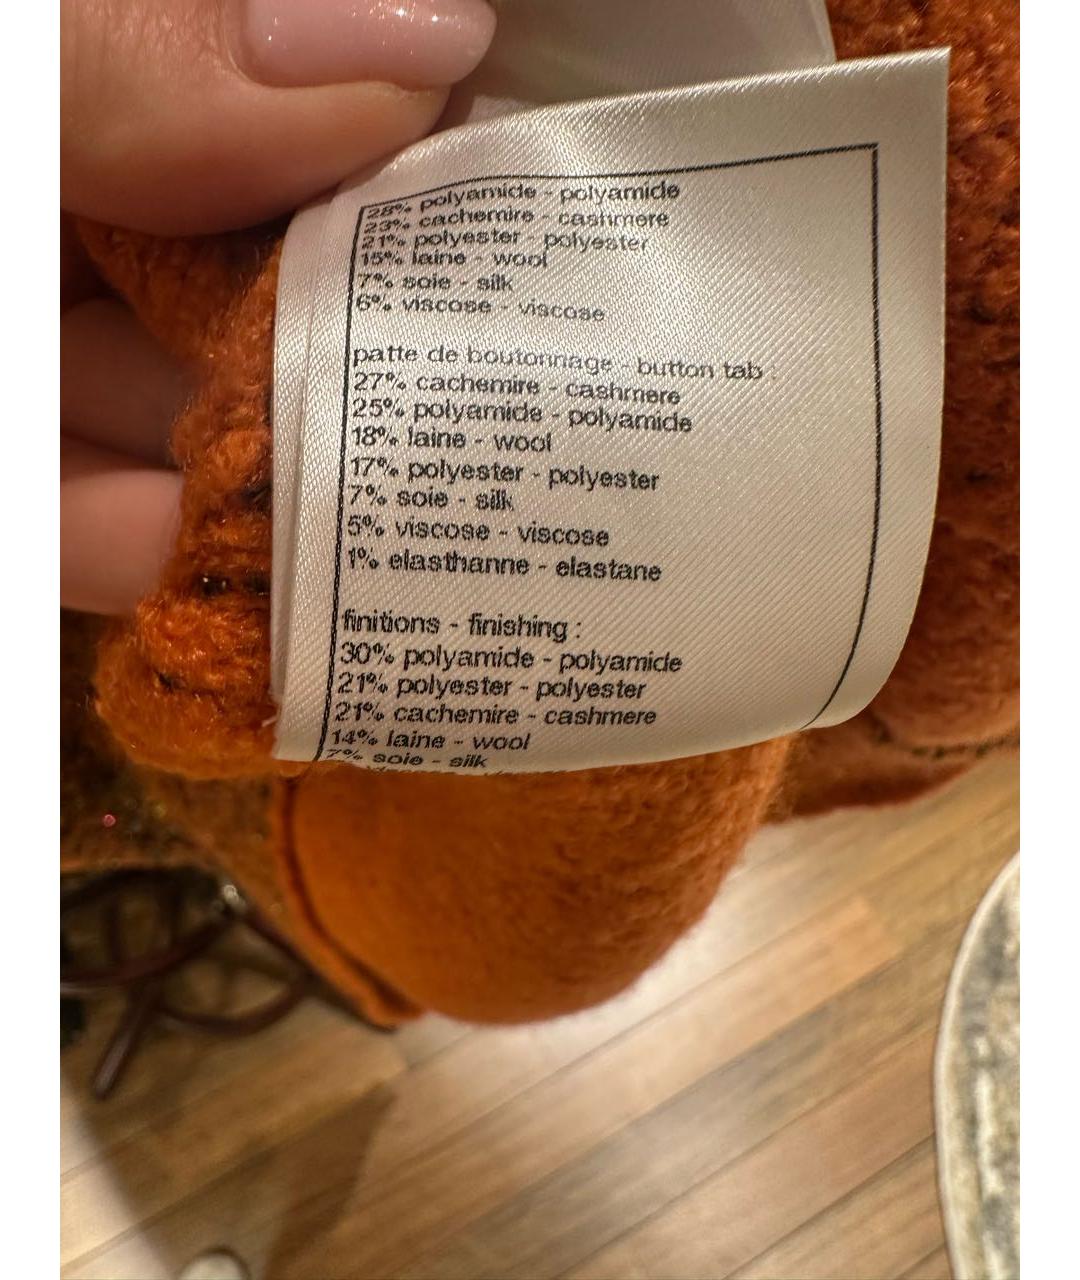 28% polyamide - polyamide
23% cachemire - cashmere
21% polyester - polyester
15% laine - wool
7% soie - silk
6% viscose - viscose
patte de boutonnage - button tab :
27% cachemire - cashmere
25% polyamide - polyamide
18% laine - wool
17% polyester - polyester
7% soie - silk
5% viscose - viscose
1% elasthanne - elastane
finitions - finishing :
30% polyamide - polyamide
21% polyester - polyester
21% cachemire - cashmere
14% laine - wool
7% soie - silk